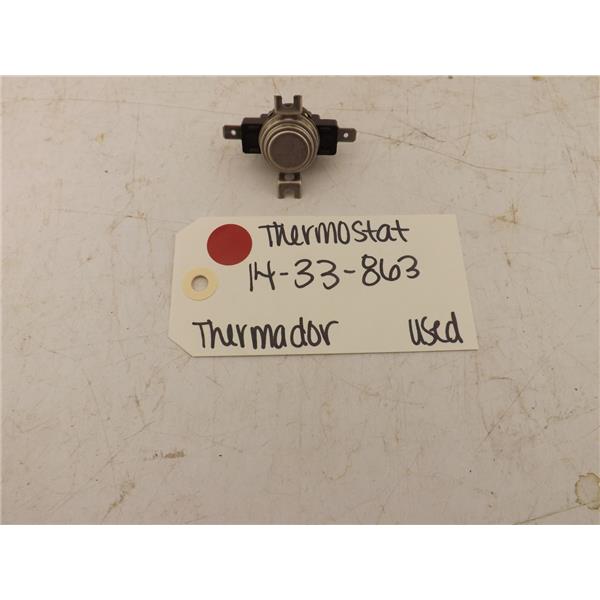 Thermostat
14-33-863
Thermador used